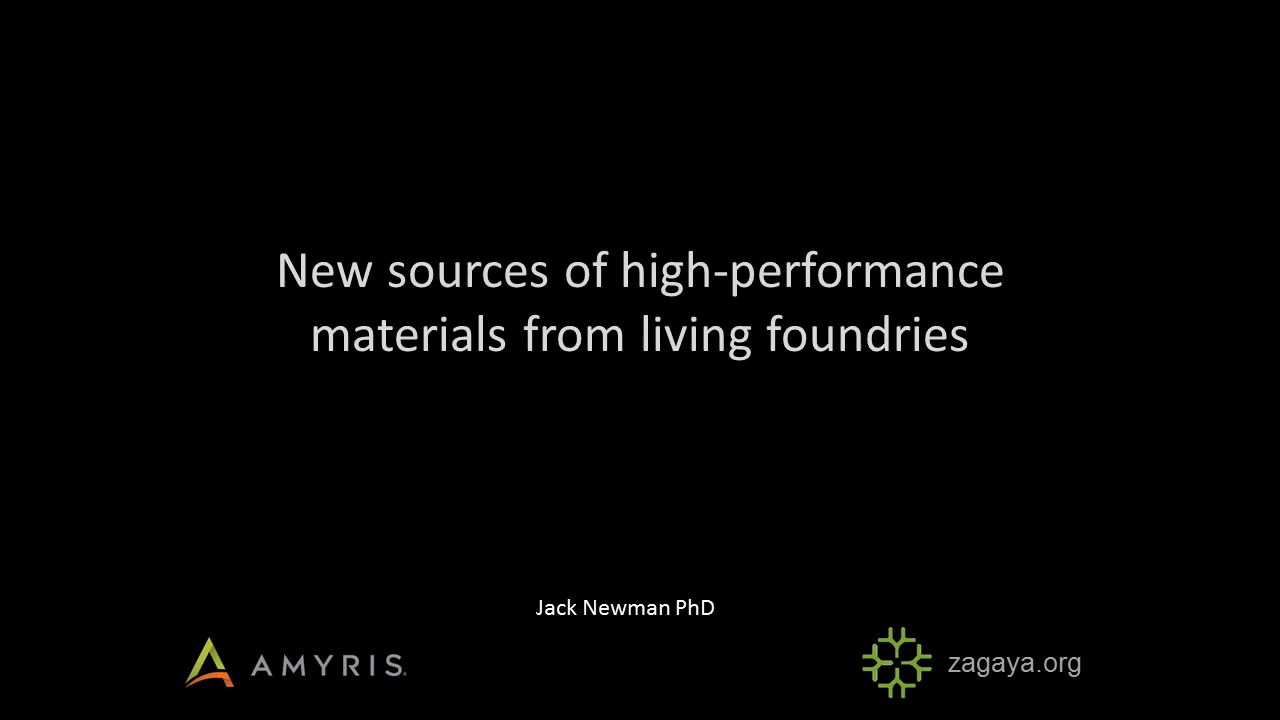 New sources of high-performance
materials from living foundries
Jack Newman PhD
AMYRIS.
zagaya.org